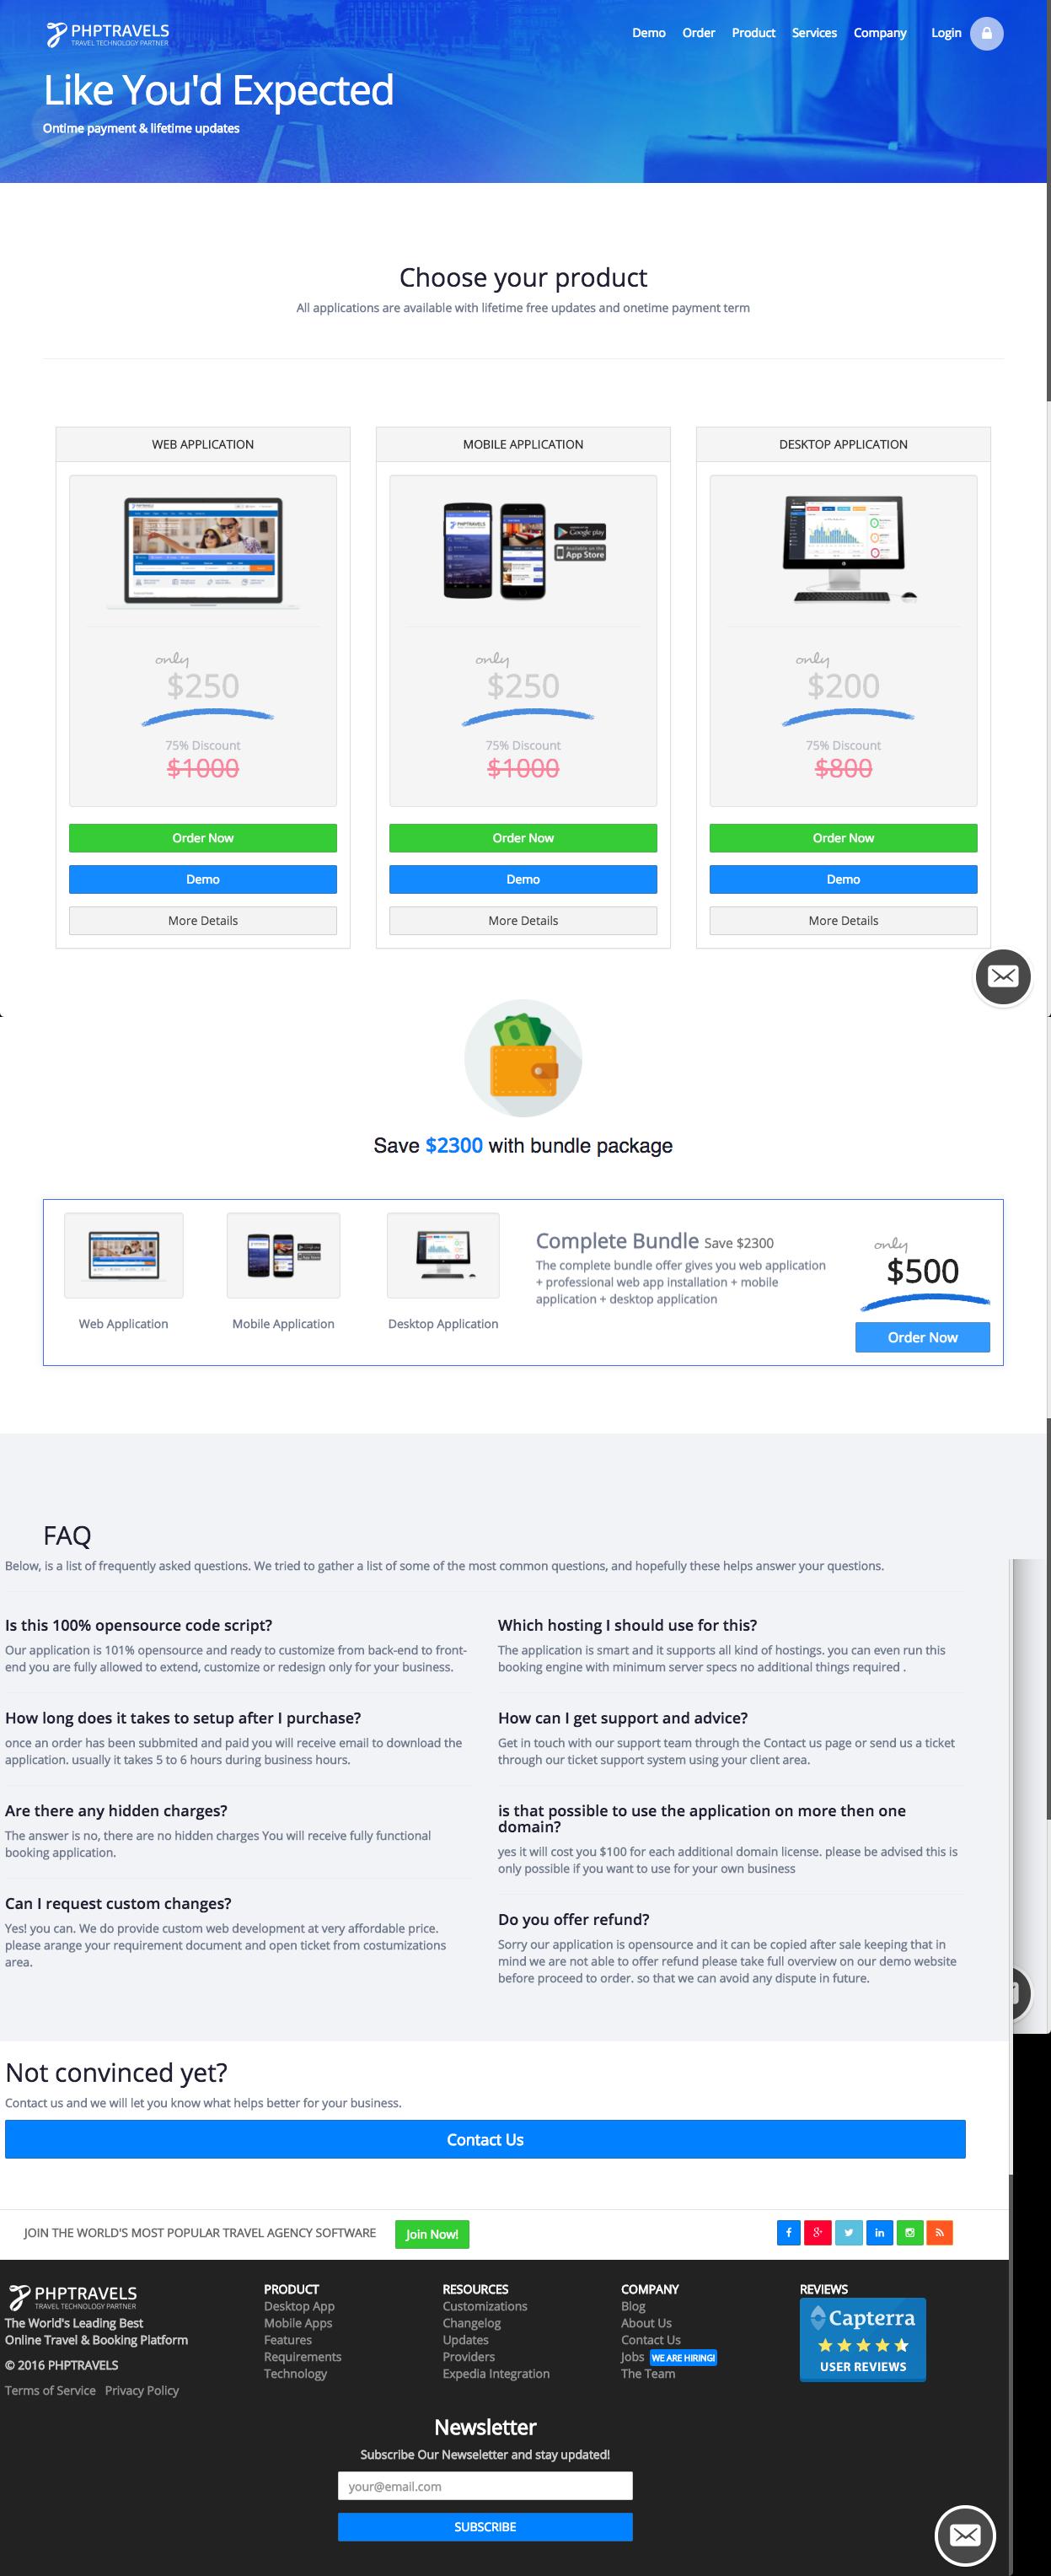 PHPTRAVELS
TRAVEL TECHNOLOGY PARTNER
Demo Order Product Services Company Login
Like You'd Expected
Ontime payment & lifetime updates
Choose your product
All applications are available with lifetime free updates and onetime payment term
WEB APPLICATION
only
$250
75% Discount
$1000
Order Now
Demo
More Details
MOBILE APPLICATION
PHPTRAVELS
Google play
Available on the
App Store
only
$250
75% Discount
$1000
Order Now
Demo
More Details
DESKTOP APPLICATION
only
$200
75% Discount
$800
Order Now
Demo
More Details
Save $2300 with bundle package
Web Application
Mobile Application
Desktop Application
Complete Bundle Save $2300
The complete bundle offer gives you web application
+ professional web app installation + mobile
application + desktop application
only
$500
Order Now
FAQ
Below, is a list of frequently asked questions. We tried to gather a list of some of the most common questions, and hopefully these helps answer your questions.
Is this 100% opensource code script?
Our application is 101% opensource and ready to customize from back-end to front-
end you are fully allowed to extend, customize or redesign only for your business.
How long does it takes to setup after I purchase?
once an order has been subbmited and paid you will receive email to download the
application. usually it takes 5 to 6 hours during business hours.
Are there any hidden charges?
The answer is no, there are no hidden charges You will receive fully functional
booking application.
Can I request custom changes?
Yes! you can. We do provide custom web development at very affordable price.
please arange your requirement document and open ticket from costumizations
area.
Which hosting I should use for this?
The application is smart and it supports all kind of hostings. you can even run this
booking engine with minimum server specs no additional things required .
How can I get support and advice?
Get in touch with our support team through the Contact us page or send us a ticket
through our ticket support system using your client area.
is that possible to use the application on more then one
domain?
yes it will cost you $100 for each additional domain license. please be advised this is
only possible if you want to use for your own business
Do you offer refund?
Sorry our application is opensource and it can be copied after sale keeping that in
mind we are not able to offer refund please take full overview on our demo website
before proceed to order. so that we can avoid any dispute in future.
Not convinced yet?
Contact us and we will let you know what helps better for your business.
Contact Us
JOIN THE WORLD'S MOST POPULAR TRAVEL AGENCY SOFTWARE
Join Now!
PHPTRAVELS
TRAVEL TECHNOLOGY PARTNER
The World's Leading Best
Online Travel & Booking Platform
© 2016 PHPTRAVELS
Terms of Service Privacy Policy
PRODUCT
Desktop App
Mobile Apps
Features
Requirements
Technology
RESOURCES
Customizations
Changelog
Updates
Providers
Expedia Integration
COMPANY
Blog
About Us
Contact Us
Jobs WE ARE HIRING!
The Team
REVIEWS
Capterra
USER REVIEWS
Newsletter
Subscribe Our Newseletter and stay updated!
your@email.com
SUBSCRIBE